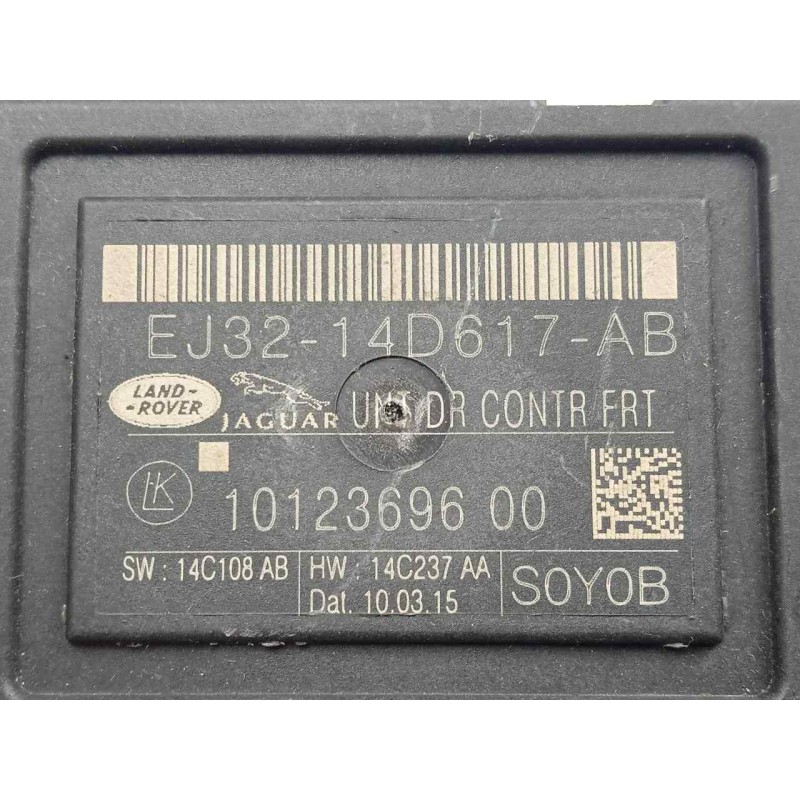 EJ32-14D617-AB
LAND-
-ROVER
JAGUAR
DR CONTR FRT
LK
10123696 00
SW : 14C108 AB
HW : 14C237 AA
Dat. 10.03.15
SOYOB